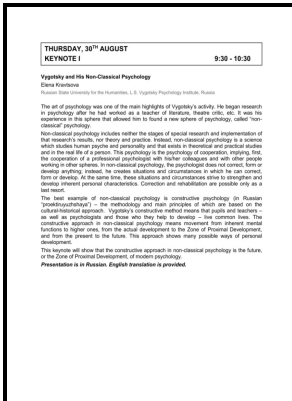 THURSDAY, 30TH AUGUST
KEYNOTE I 9:30 - 10:30
Vygotsky and His Non-Classical Psychology
Elena Kravtsova
Russian State University for the Humanities, L.S. Vygotsky Psychology Institute, Russia
The art of psychology was one of the main highlights of Vygotsky's activity. He began research
in psychology after he had worked as a teacher of literature, theatre critic, etc. It was his
experience in this sphere that allowed him to found a new sphere of psychology, called "non-
classical" psychology.
Non-classical psychology includes neither the stages of special research and implementation of
that research's results, nor theory and practice. Instead, non-classical psychology is a science
which studies human psyche and personality and that exists in theoretical and practical studies
and in the real life of a person. This psychology is the psychology of cooperation, implying, first,
the cooperation of a professional psychologist with his/her colleagues and with other people
working in other spheres. In non-classical psychology, the psychologist does not correct, form or
develop anything; instead, he creates situations and circumstances in which he can correct,
form or develop. At the same time, these situations and circumstances strive to strengthen and
develop inherent personal characteristics. Correction and rehabilitation are possible only as a
last resort.
The best example of non-classical psychology is constructive psychology (in Russian
"proektiruyuzhshaya") – the methodology and main principles of which are based on the
cultural-historical approach. Vygotsky's constructive method means that pupils and teachers –
as well as psychologists and those who they help to develop – live common lives. The
constructive approach in non-classical psychology means movement from inherent mental
functions to higher ones, from the actual development to the Zone of Proximal Development,
and from the present to the future. This approach shows many possible ways of personal
development.
This keynote will show that the constructive approach in non-classical psychology is the future,
or the Zone of Proximal Development, of modern psychology.
Presentation is in Russian. English translation is provided.